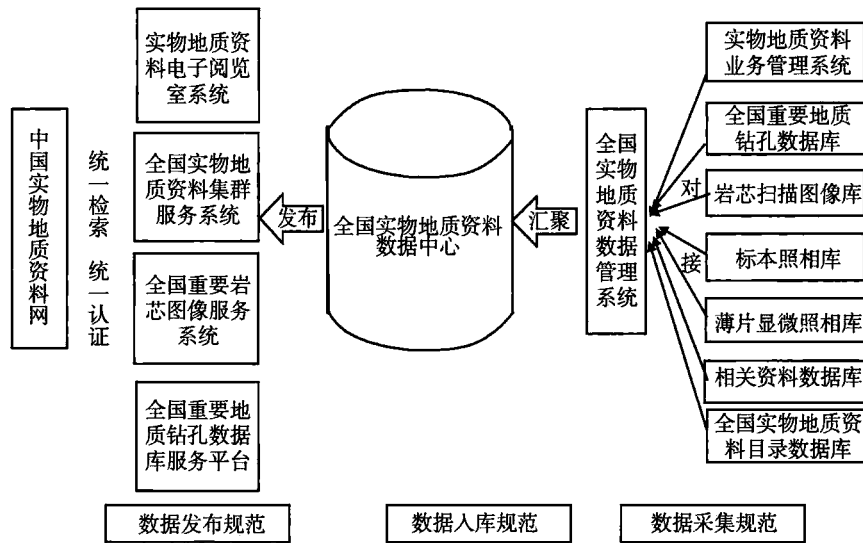 中国实物地质资料网
统一检索 统一认证
实物地质资
料电子阅览
室系统
全国实物地
质资料集群
服务系统
全国重要岩
芯图像服务
系统
全国重要地
质钻孔数据
库服务平台
发布
全国实物地质资料
数据中心
汇聚
全国实物地质资料数据管理系统
对接
实物地质资料
业务管理系统
全国重要地质
钻孔数据库
岩芯扫描图像库
标本照相库
薄片显微照相库
相关资料数据库
全国实物地质资
料目录数据库
数据发布规范
数据入库规范
数据采集规范